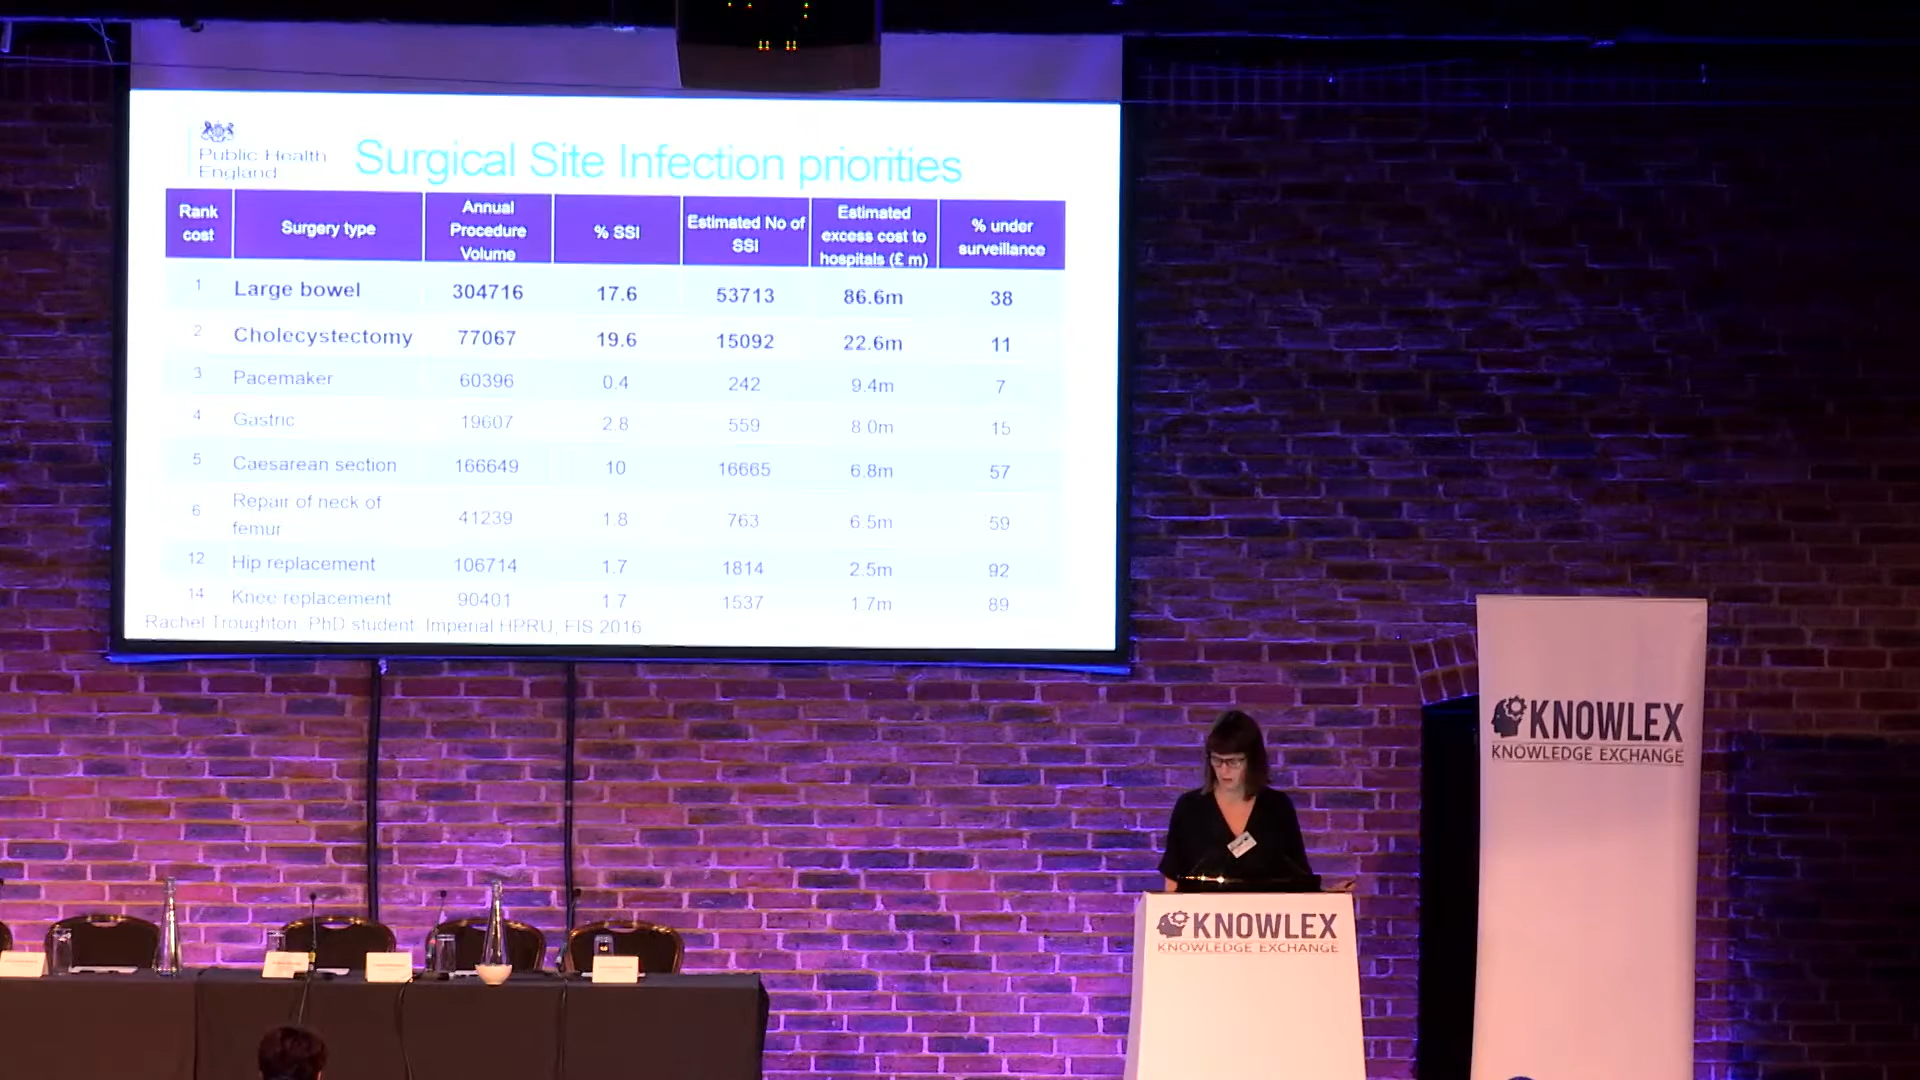 Public Health
England
Surgical Site Infection priorities
Rank cost | Surgery type | Annual Procedure Volume | % SSI | Estimated No of SSI | Estimated excess cost to hospitals (£ m) | % under surveillance
1 Large bowel 304716 17.6 53713 86.6m 38
2 Cholecystectomy 77067 19.6 15092 22.6m 11
3 Pacemaker 60396 0.4 242 9.4m 7
4 Gastric 19607 2.8 559 8.0m 15
5 Caesarean section 166649 10 16665 6.8m 57
6 Repair of neck of femur 41239 1.8 763 6.5m 59
12 Hip replacement 106714 1.7 1814 2.5m 92
14 Knee replacement 90401 1.7 1537 1.7m 89
Rachel Troughton PhD student Imperial HPRU, FIS 2016
KNOWLEX
KNOWLEDGE EXCHANGE
KNOWLEX
KNOWLEDGE EXCHANGE